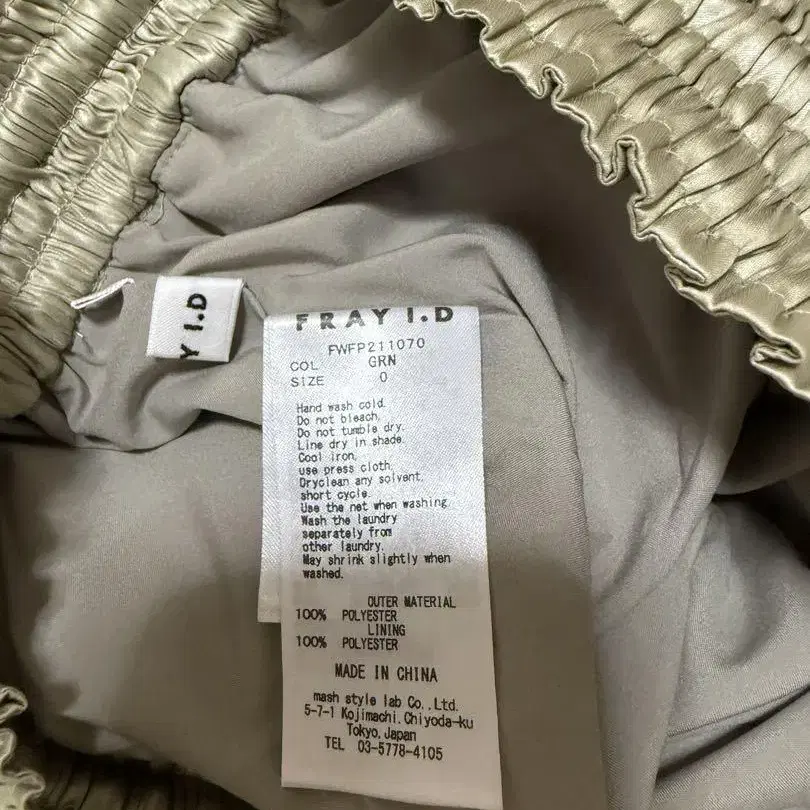 Y I.D
FRAY I.D
FWFP211070
COL GRN
SIZE 0
Hand wash cold.
Do not bleach.
Do not tumble dry.
Line dry in shade.
Cool iron.
use press cloth.
Dryclean any solvent.
short cycle.
Use the net when washing.
Wash the laundry
separately from
other laundry.
May shrink slightly when
washed.
OUTER MATERIAL
100% POLYESTER
LINING
100% POLYESTER
MADE IN CHINA
mash style lab Co.,Ltd.
5-7-1 Kojimachi.Chiyoda-ku
Tokyo,Japan
TEL 03-5778-4105